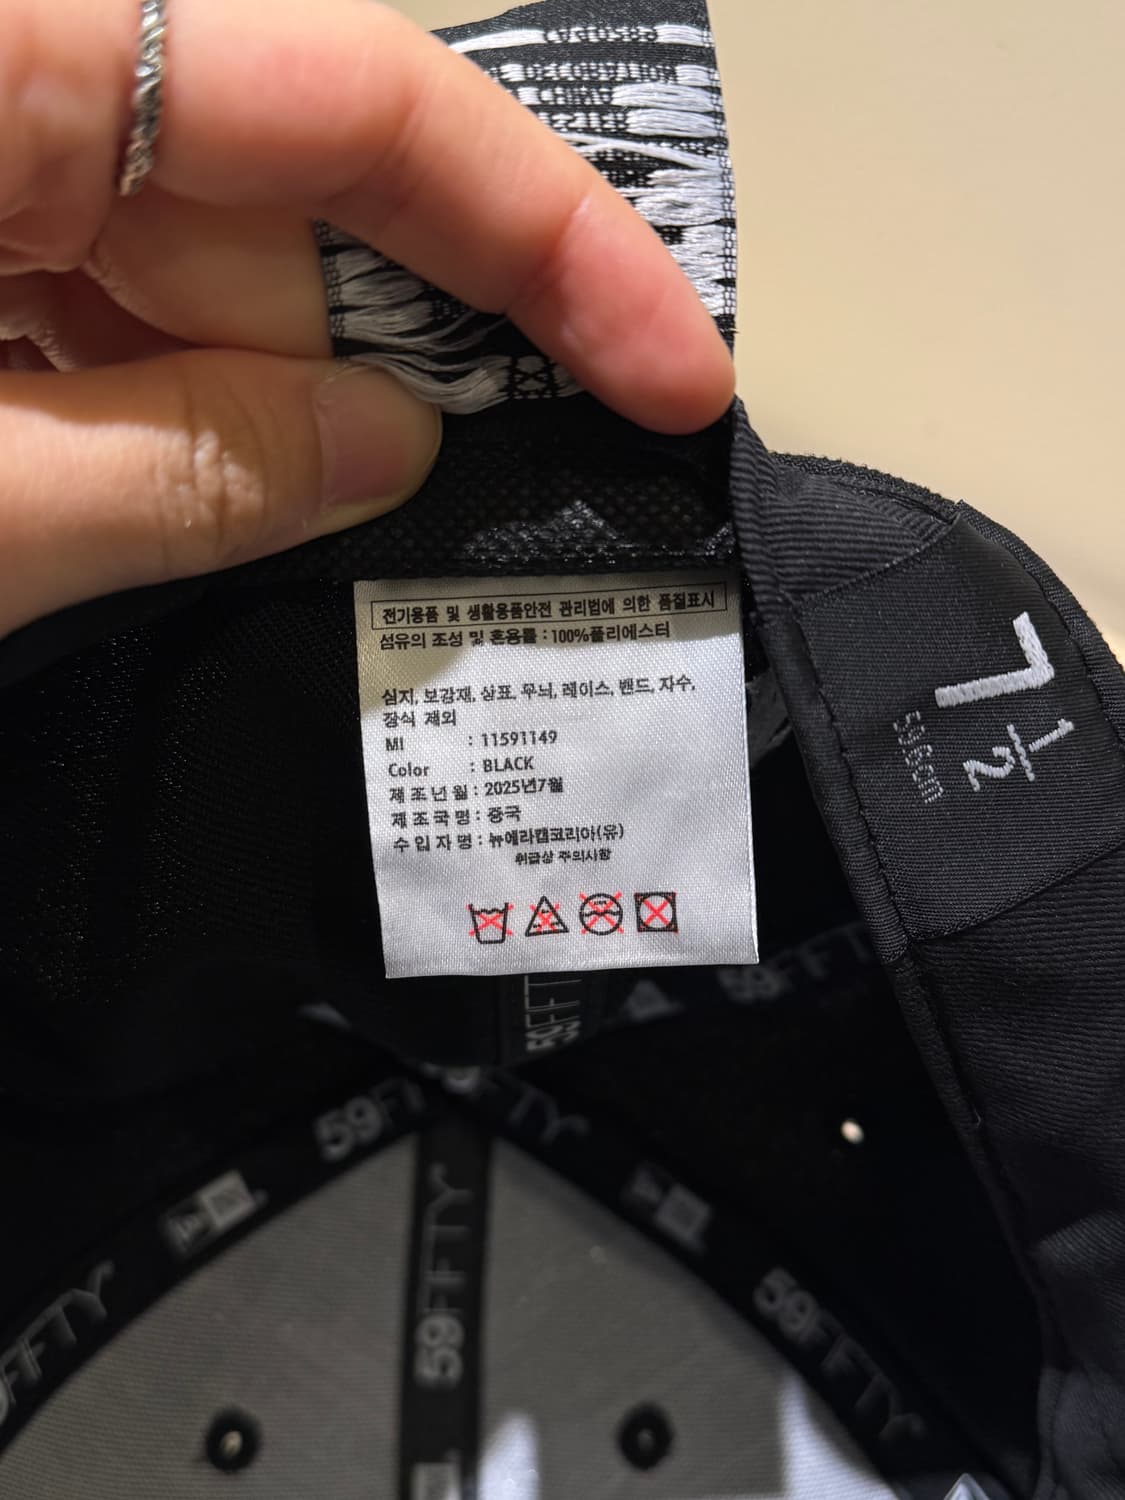 전기용품 및 생활용품안전 관리법에 의한 품질표시
섬유의 조성 및 혼용률 : 100%폴리에스터
심지, 보강재, 상표, 무늬, 레이스, 밴드, 자수,
장식 제외
MI : 11591149
Color : BLACK
제조년월 : 2025년7월
제조국명 : 중국
수입자명 : 뉴에라캡코리아(유)
취급상 주의사항
7 1/2
59.6cm
59FIFTY
59FIFTY
59FIFTY
59FIFTY
59FIFTY